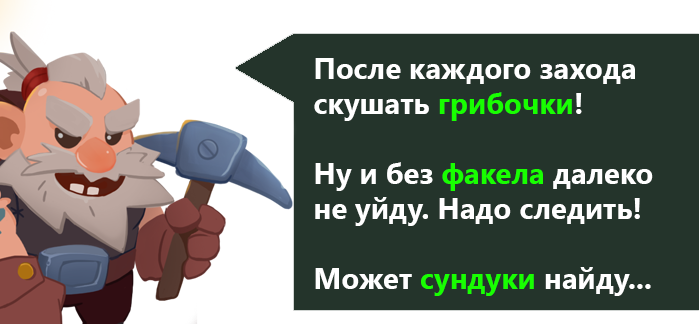 После каждого захода
скушать грибочки!
Ну и без факела далеко
не уйду. Надо следить!
Может сундуки найду...